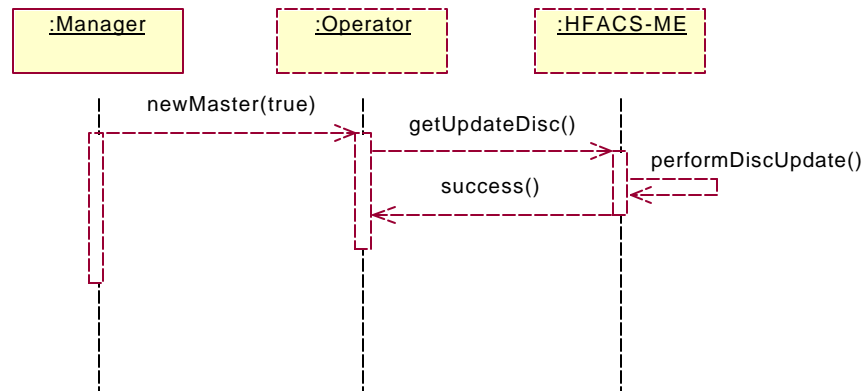 :Manager
:Operator
:HFACS-ME
newMaster(true)
getUpdateDisc()
performDiscUpdate()
success()